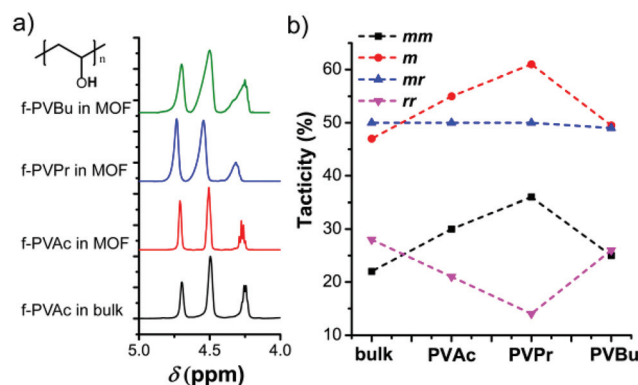 a)
n
OH
f-PVBu in MOF
f-PVPr in MOF
f-PVAc in MOF
f-PVAc in bulk
5.0 4.5 4.0
δ (ppm)
b)
mm
m
mr
rr
60
50
40
30
20
10
Tacticity (%)
bulk PVAc PVPr PVBu